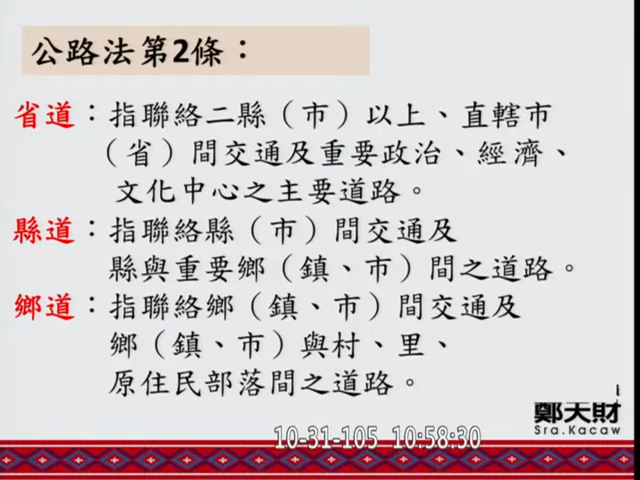 公路法第2條：
省道：指聯絡二縣（市）以上、直轄市
（省）間交通及重要政治、經濟、
文化中心之主要道路。
縣道：指聯絡縣（市）間交通及
縣與重要鄉（鎮、市）間之道路。
鄉道：指聯絡鄉（鎮、市）間交通及
鄉（鎮、市）與村、里、
原住民部落間之道路。
鄭天財
Sra.Kacaw
10-31-105 10:58:30